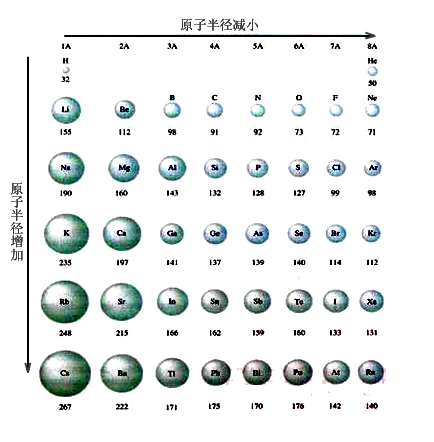 原子半径减小
1A 2A 3A 4A 5A 6A 7A 8A
H He
32 50
Li Be B C N O F Ne
155 112 98 91 92 73 72 71
Na Mg Al Si P S Cl Ar
190 160 143 132 128 127 99 98
K Ca Ga Ge As Se Br Kr
235 197 141 137 139 140 114 112
Rb Sr In Sn Sb Te I Xe
248 215 166 162 159 160 133 131
Cs Ba Tl Pb Bi Po At Rn
267 222 171 175 170 176 142 140
原子半径增加